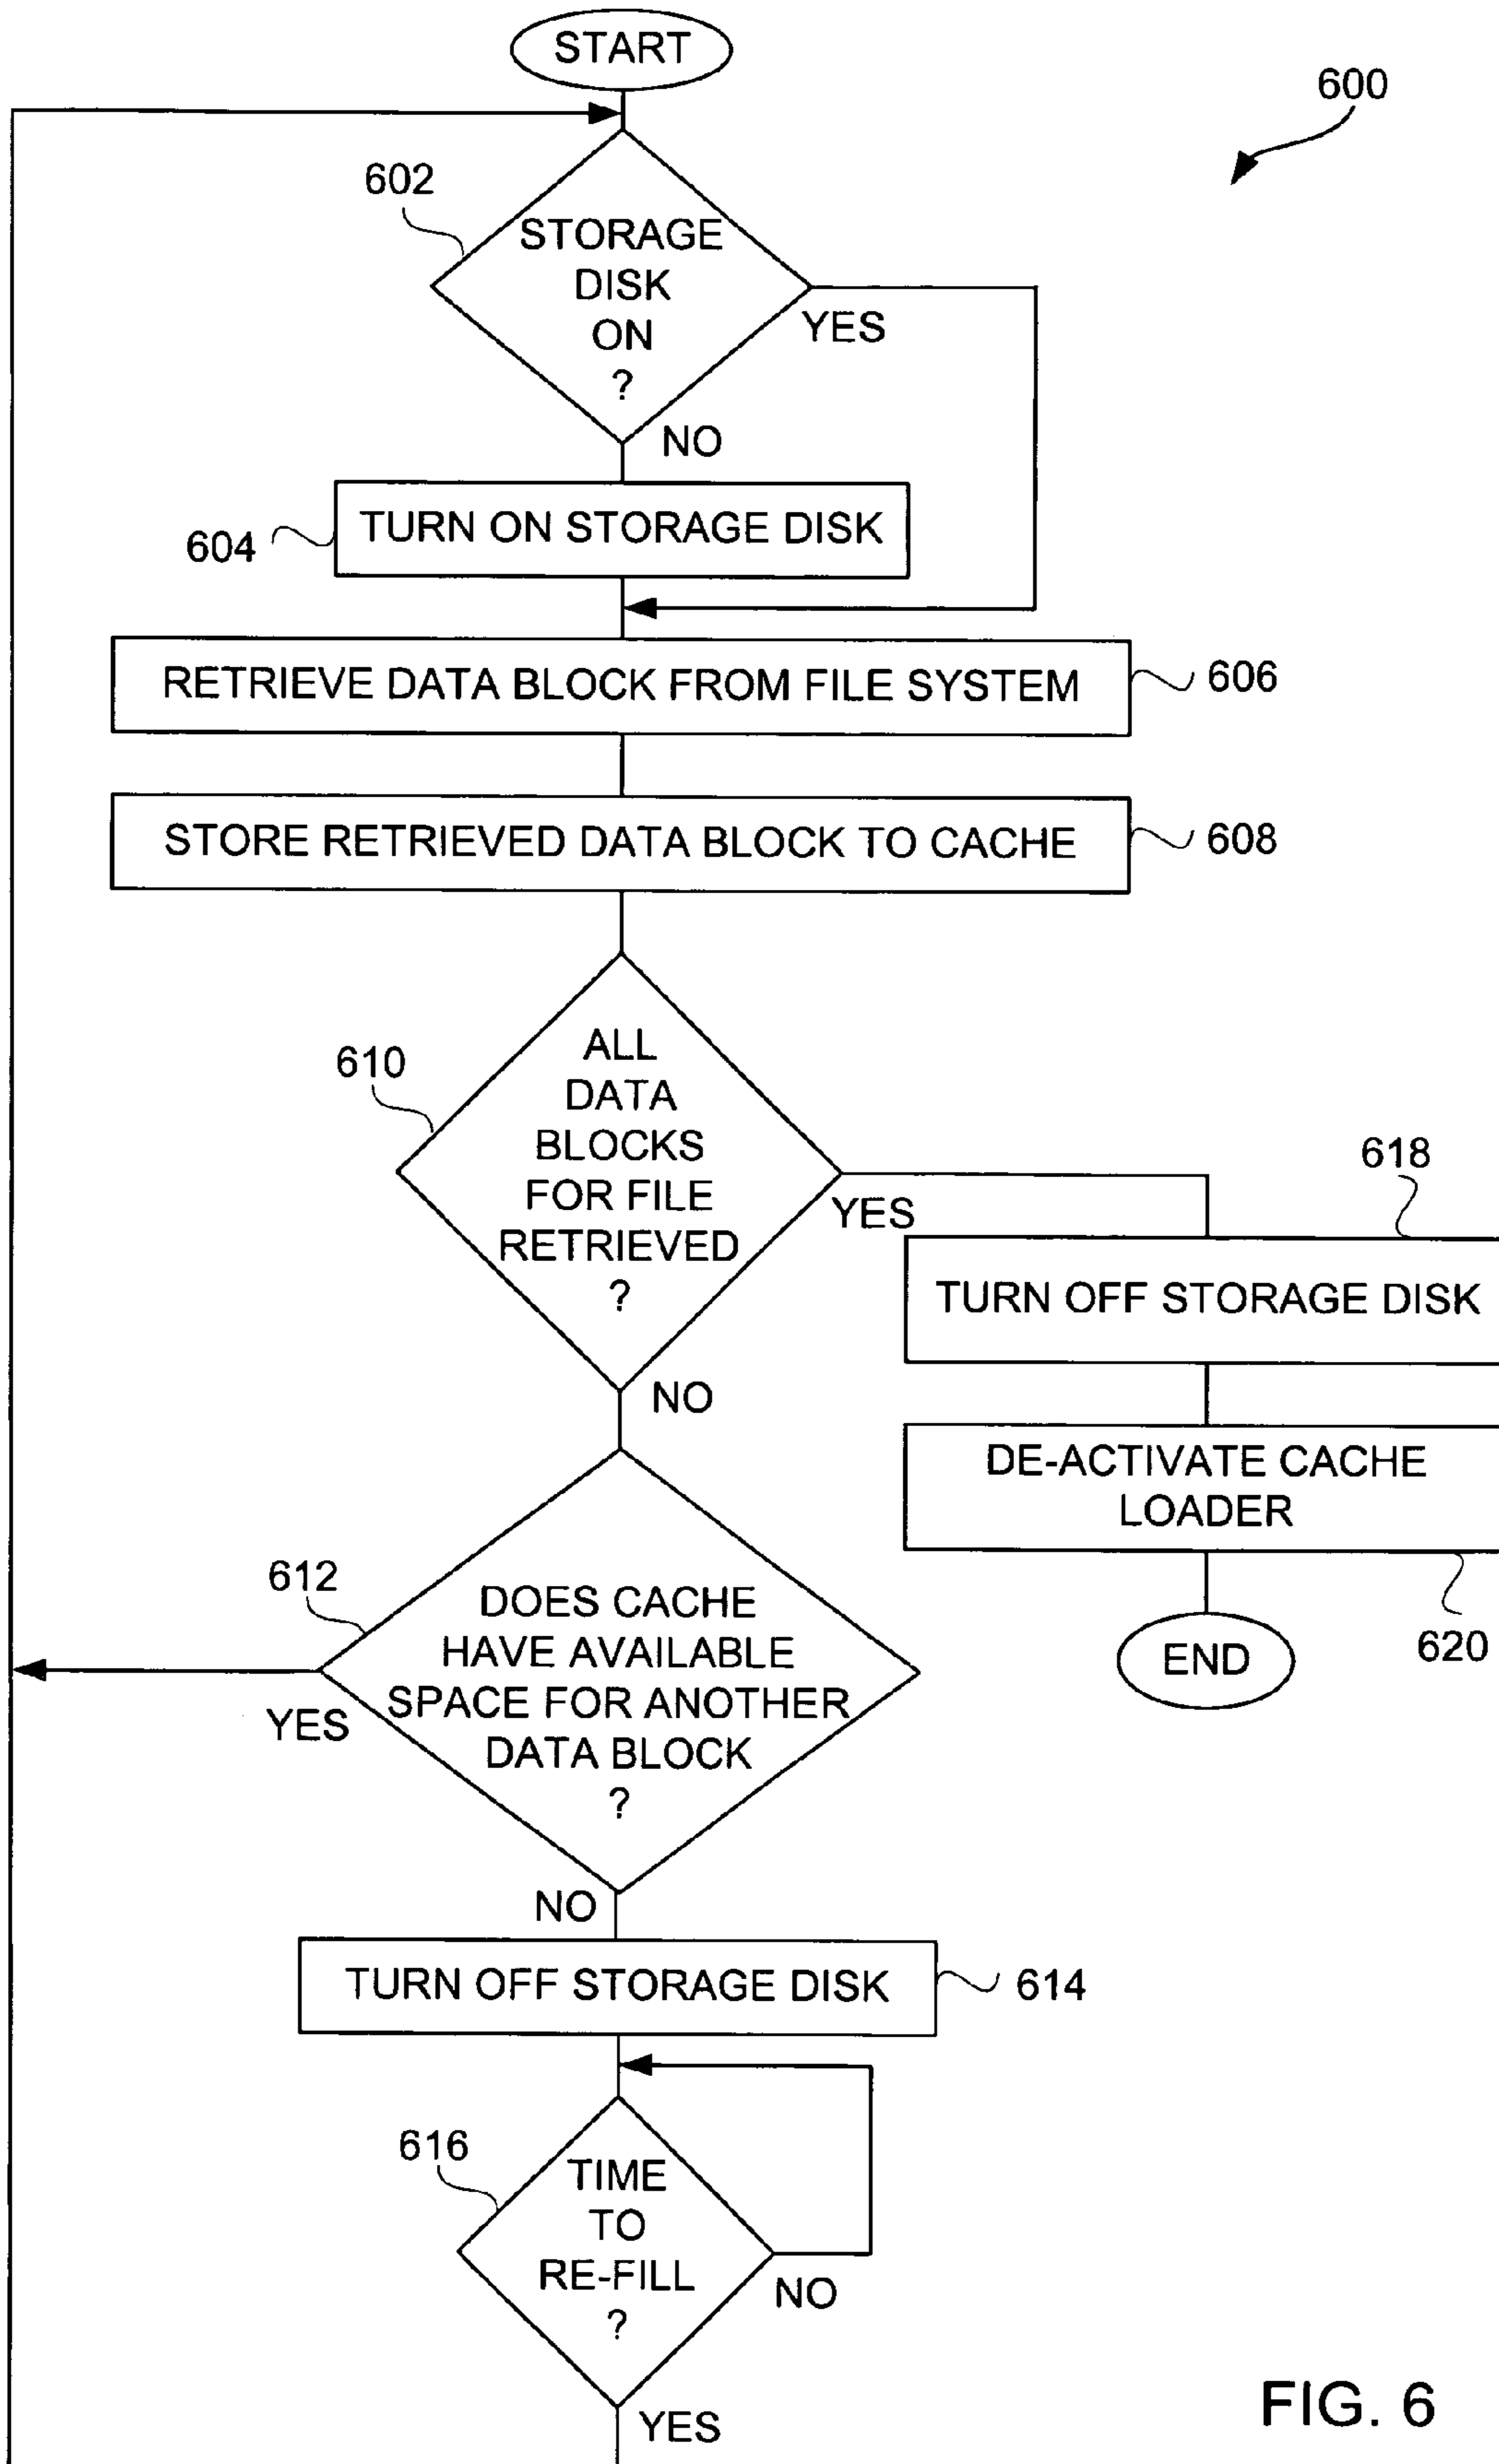 START
600
602
STORAGE
DISK
ON
?
YES
NO
604
TURN ON STORAGE DISK
RETRIEVE DATA BLOCK FROM FILE SYSTEM
606
STORE RETRIEVED DATA BLOCK TO CACHE
608
610
ALL
DATA
BLOCKS
FOR FILE
RETRIEVED
?
YES
NO
618
TURN OFF STORAGE DISK
DE-ACTIVATE CACHE
LOADER
620
END
612
DOES CACHE
HAVE AVAILABLE
SPACE FOR ANOTHER
DATA BLOCK
?
YES
NO
TURN OFF STORAGE DISK
614
616
TIME
TO
RE-FILL
?
NO
YES
FIG. 6